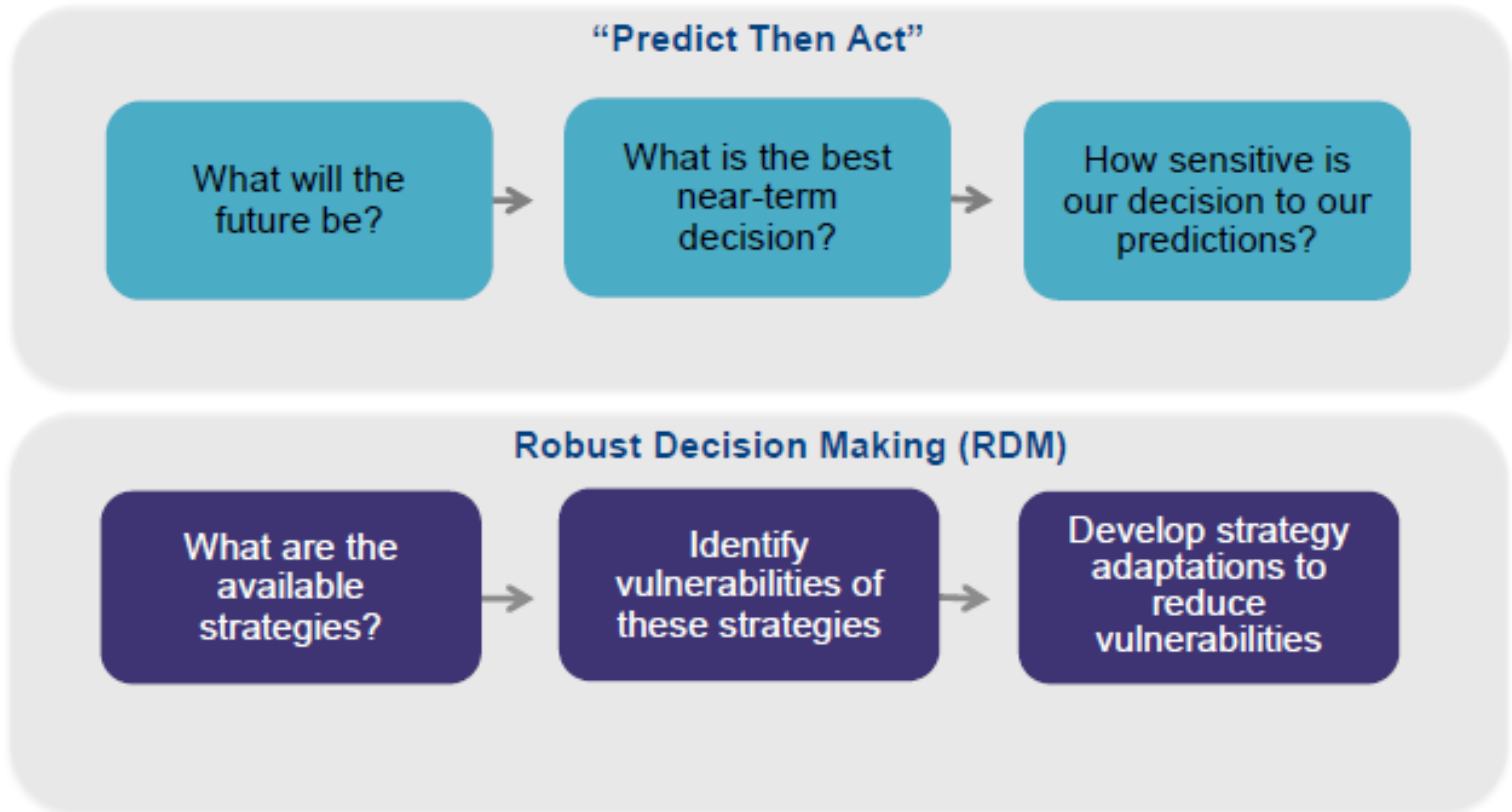 “Predict Then Act”
What will the
future be?
What is the best
near-term
decision?
How sensitive is
our decision to our
predictions?
Robust Decision Making (RDM)
What are the
available
strategies?
Identify
vulnerabilities of
these strategies
Develop strategy
adaptations to
reduce
vulnerabilities